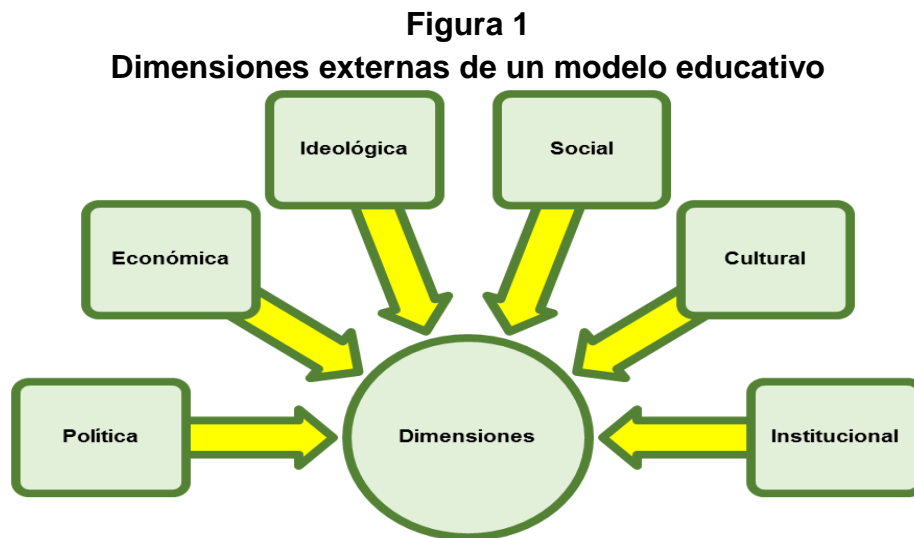 Figura 1
Dimensiones externas de un modelo educativo
Ideológica
Social
Económica
Cultural
Política
Dimensiones
Institucional